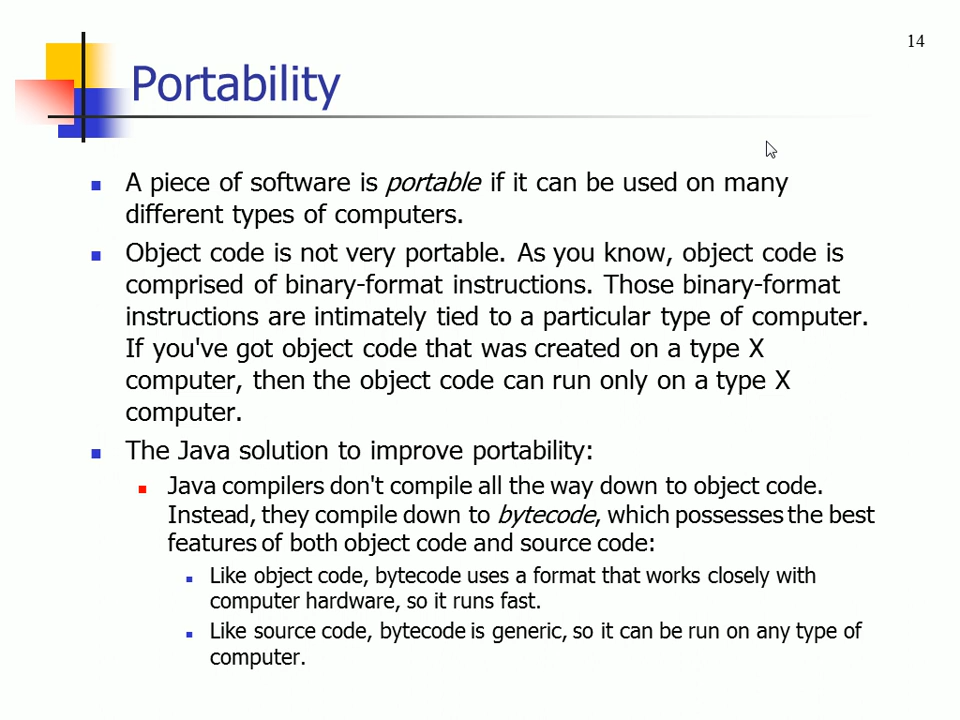 14
Portability
A piece of software is portable if it can be used on many
different types of computers.
Object code is not very portable. As you know, object code is
comprised of binary-format instructions. Those binary-format
instructions are intimately tied to a particular type of computer.
If you've got object code that was created on a type X
computer, then the object code can run only on a type X
computer.
The Java solution to improve portability:
Java compilers don't compile all the way down to object code.
Instead, they compile down to bytecode, which possesses the best
features of both object code and source code:
Like object code, bytecode uses a format that works closely with
computer hardware, so it runs fast.
Like source code, bytecode is generic, so it can be run on any type of
computer.